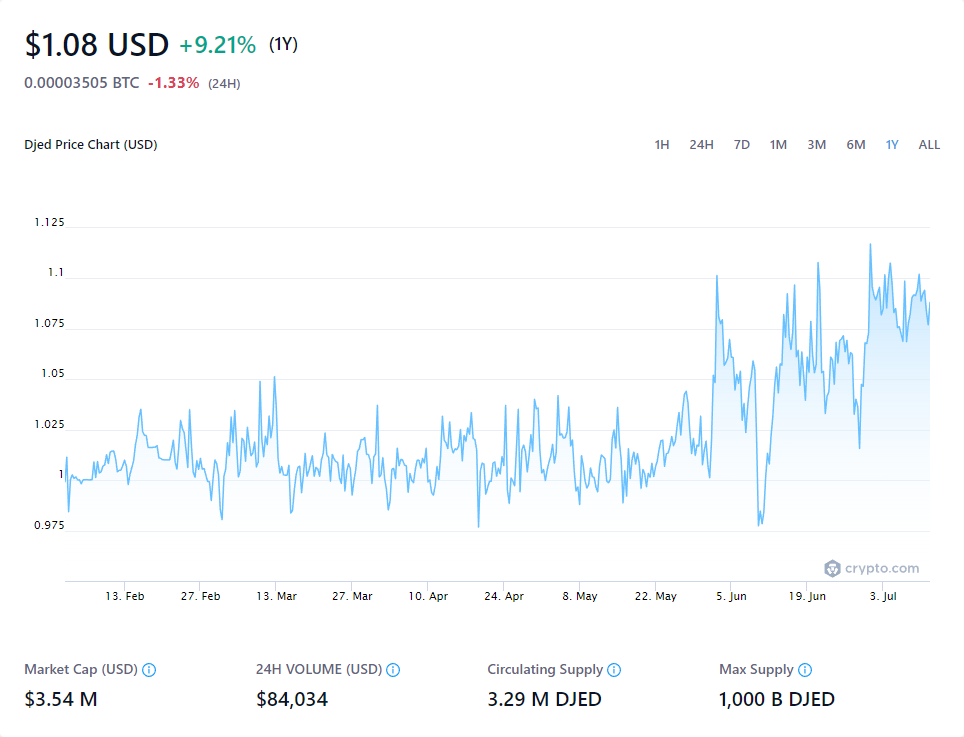 $1.08 USD +9.21% (1Y)
0.00003505 BTC -1.33% (24H)
Djed Price Chart (USD) 1H 24H 7D 1M 3M 6M 1Y ALL
1.125
1.1
1.075
1.05
1.025
1
0.975
crypto.com
13. Feb 27. Feb 13. Mar 27. Mar 10. Apr 24. Apr 8. May 22. May 5. Jun 19. Jun 3. Jul
Market Cap (USD) 24H VOLUME (USD) Circulating Supply Max Supply
$3.54 M $84,034 3.29 M DJED 1,000 B DJED